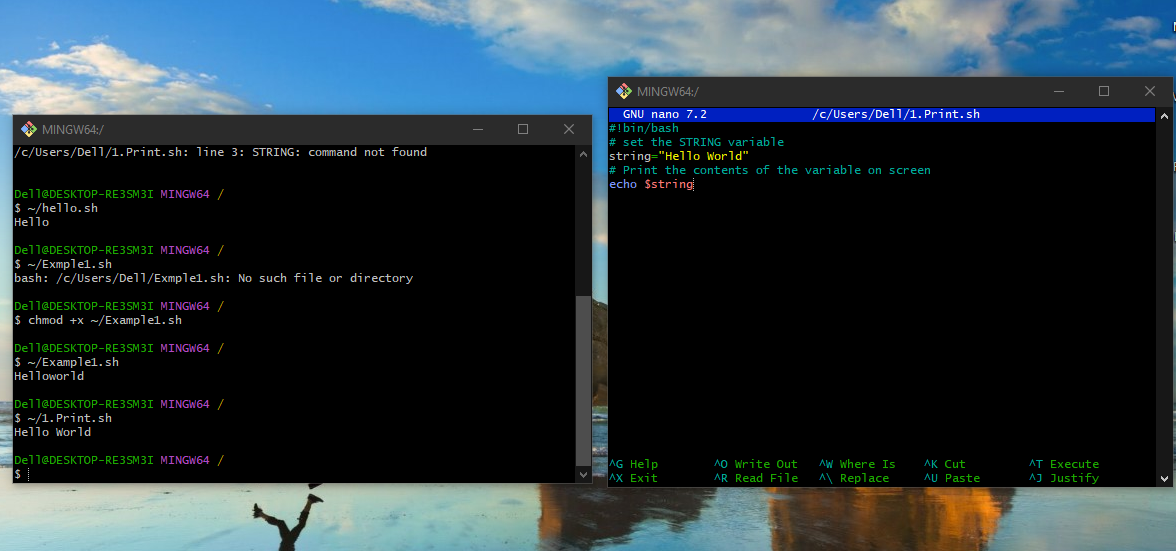 MINGW64:/
/c/Users/Dell/1.Print.sh: line 3: STRING: command not found
Dell@DESKTOP-RE3SM3I MINGW64 /
$ ~/hello.sh
Hello
Dell@DESKTOP-RE3SM3I MINGW64 /
$ ~/Exmple1.sh
bash: /c/Users/Dell/Exmple1.sh: No such file or directory
Dell@DESKTOP-RE3SM3I MINGW64 /
$ chmod +x ~/Example1.sh
Dell@DESKTOP-RE3SM3I MINGW64 /
$ ~/Example1.sh
Helloworld
Dell@DESKTOP-RE3SM3I MINGW64 /
$ ~/1.Print.sh
Hello World
Dell@DESKTOP-RE3SM3I MINGW64 /
$
MINGW64:/
GNU nano 7.2 /c/Users/Dell/1.Print.sh
#!bin/bash
# set the STRING variable
string="Hello World"
# Print the contents of the variable on screen
echo $string
^G Help ^O Write Out ^W Where Is ^K Cut ^T Execute
^X Exit ^R Read File ^\ Replace ^U Paste ^J Justify